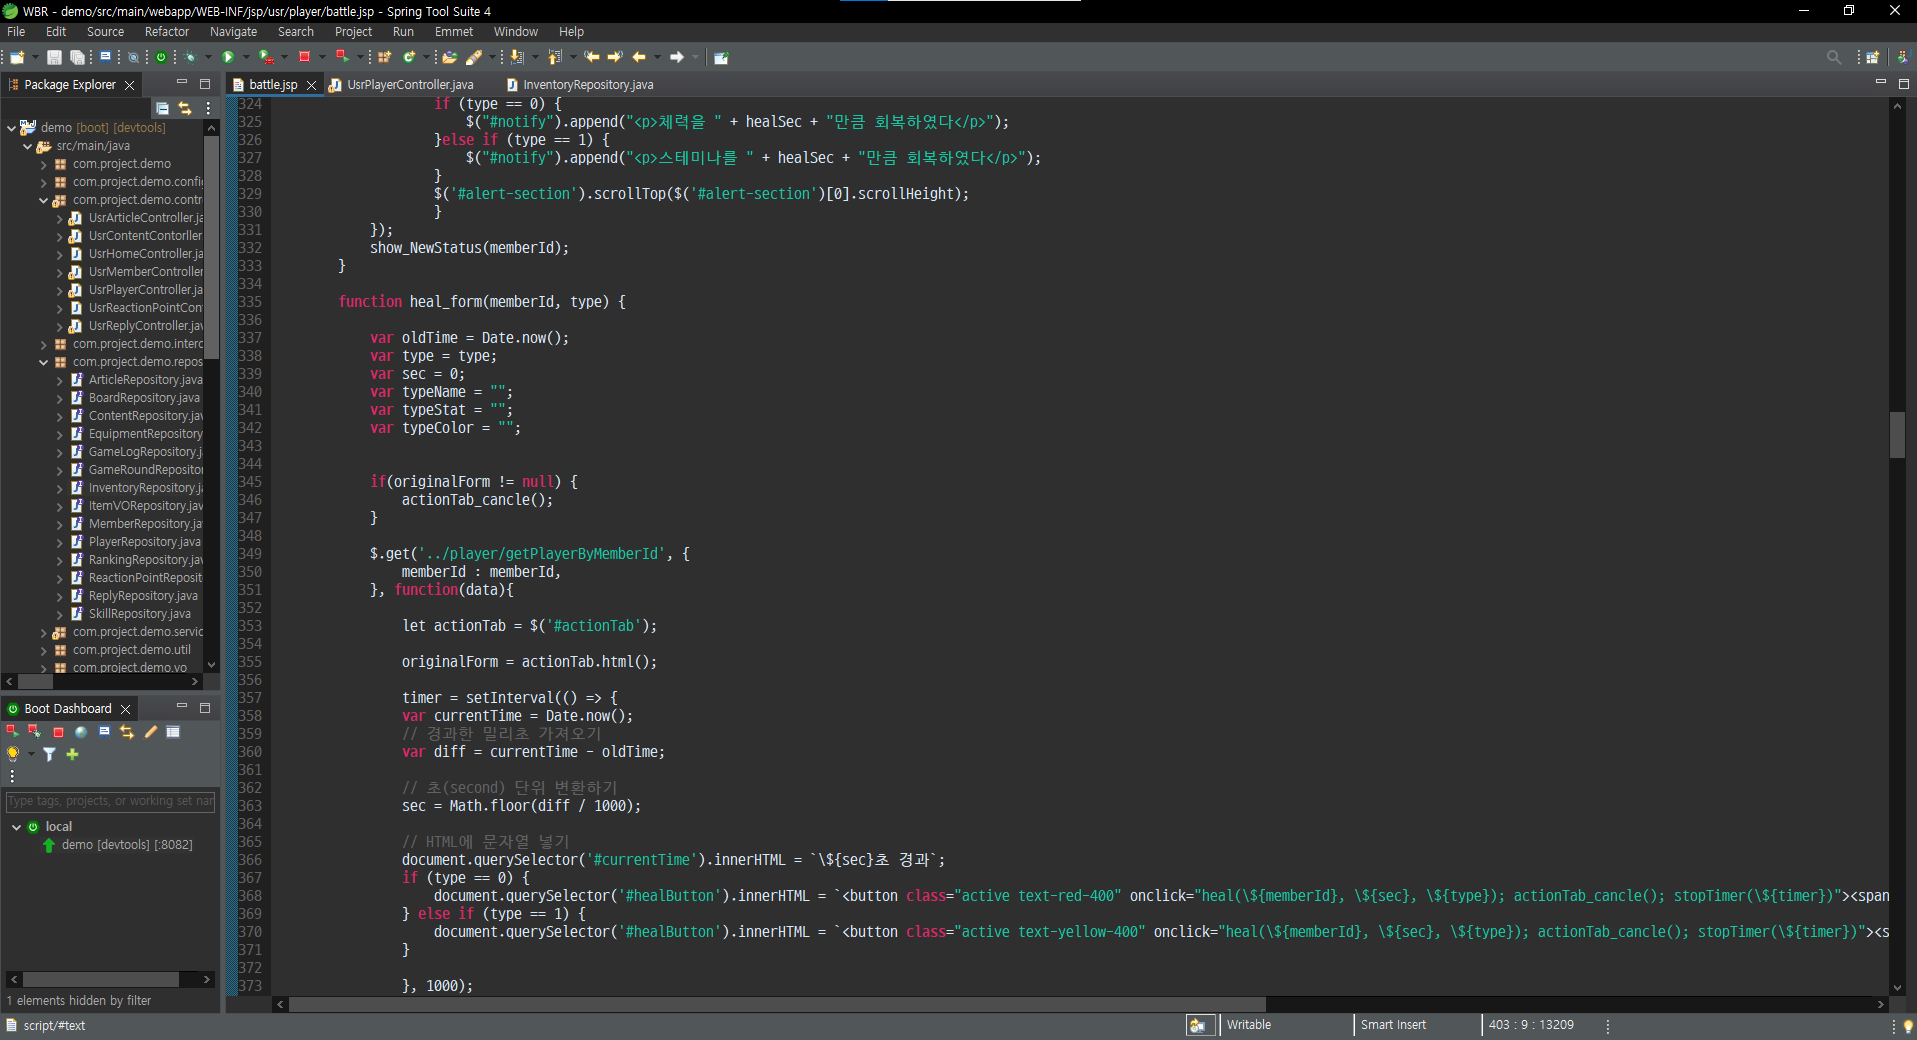 WBR - demo/src/main/webapp/WEB-INF/jsp/usr/player/battle.jsp - Spring Tool Suite 4
File Edit Source Refactor Navigate Search Project Run Emmet Window Help
Package Explorer
demo [boot] [devtools]
src/main/java
com.project.demo
com.project.demo.confi
com.project.demo.contr
UsrArticleController.ja
UsrContentContorller
UsrHomeController.ja
UsrMemberController
UsrPlayerController.ja
UsrReactionPointCon
UsrReplyController.jav
com.project.demo.interc
com.project.demo.repos
ArticleRepository.java
BoardRepository.java
ContentRepository.jav
EquipmentRepository
GameLogRepository.j
GameRoundRepositor
InventoryRepository.ja
ItemVORepository.jav
MemberRepository.ja
PlayerRepository.java
RankingRepository.jav
ReactionPointReposit
ReplyRepository.java
SkillRepository.java
com.project.demo.servic
com.project.demo.util
com.project.demo.vo
Boot Dashboard
Type tags, projects, or working set nar
local
demo [devtools] [:8082]
1 elements hidden by filter
battle.jsp UsrPlayerController.java InventoryRepository.java
324 if (type == 0) {
325 $("#notify").append("<p>체력을 " + healSec + "만큼 회복하였다</p>");
326 }else if (type == 1) {
327 $("#notify").append("<p>스테미나를 " + healSec + "만큼 회복하였다</p>");
328 }
329 $('#alert-section').scrollTop($('#alert-section')[0].scrollHeight);
330 }
331 });
332 show_NewStatus(memberId);
333 }
334
335 function heal_form(memberId, type) {
336
337 var oldTime = Date.now();
338 var type = type;
339 var sec = 0;
340 var typeName = "";
341 var typeStat = "";
342 var typeColor = "";
343
344
345 if(originalForm != null) {
346 actionTab_cancle();
347 }
348
349 $.get('../player/getPlayerByMemberId', {
350 memberId : memberId,
351 }, function(data){
352
353 let actionTab = $('#actionTab');
354
355 originalForm = actionTab.html();
356
357 timer = setInterval(() => {
358 var currentTime = Date.now();
359 // 경과한 밀리초 가져오기
360 var diff = currentTime - oldTime;
361
362 // 초(second) 단위 변환하기
363 sec = Math.floor(diff / 1000);
364
365 // HTML에 문자열 넣기
366 document.querySelector('#currentTime').innerHTML = `\${sec}초 경과`;
367 if (type == 0) {
368 document.querySelector('#healButton').innerHTML = `<button class="active text-red-400" onclick="heal(\${memberId}, \${sec}, \${type}); actionTab_cancle(); stopTimer(\${timer})"><span
369 } else if (type == 1) {
370 document.querySelector('#healButton').innerHTML = `<button class="active text-yellow-400" onclick="heal(\${memberId}, \${sec}, \${type}); actionTab_cancle(); stopTimer(\${timer})"><s
371 }
372
373 }, 1000);
script/#text Writable Smart Insert 403 : 9 : 13209